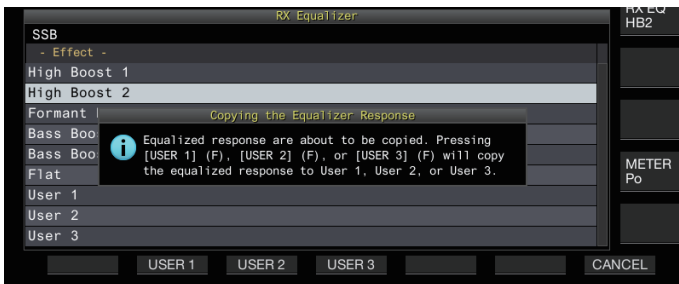 RX Equalizer
RX EQ
HB2
SSB
- Effect -
High Boost 1
High Boost 2
Formant
Copying the Equalizer Response
Bass Boo
Equalized response are about to be copied. Pressing
Bass Boo
[USER 1] (F), [USER 2] (F), or [USER 3] (F) will copy
the equalized response to User 1, User 2, or User 3.
Flat
METER
Po
User 1
User 2
User 3
USER 1
USER 2
USER 3
CANCEL